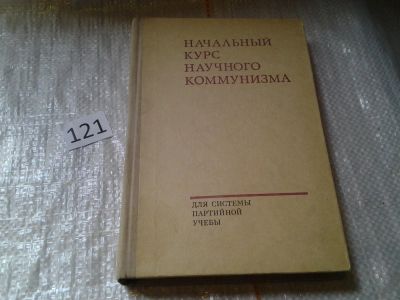 НАЧАЛЬНЫЙ
КУРС
НАУЧНОГО
КОММУНИЗМА
121
ДЛЯ СИСТЕМЫ
ПАРТИЙНОЙ
УЧЕБЫ